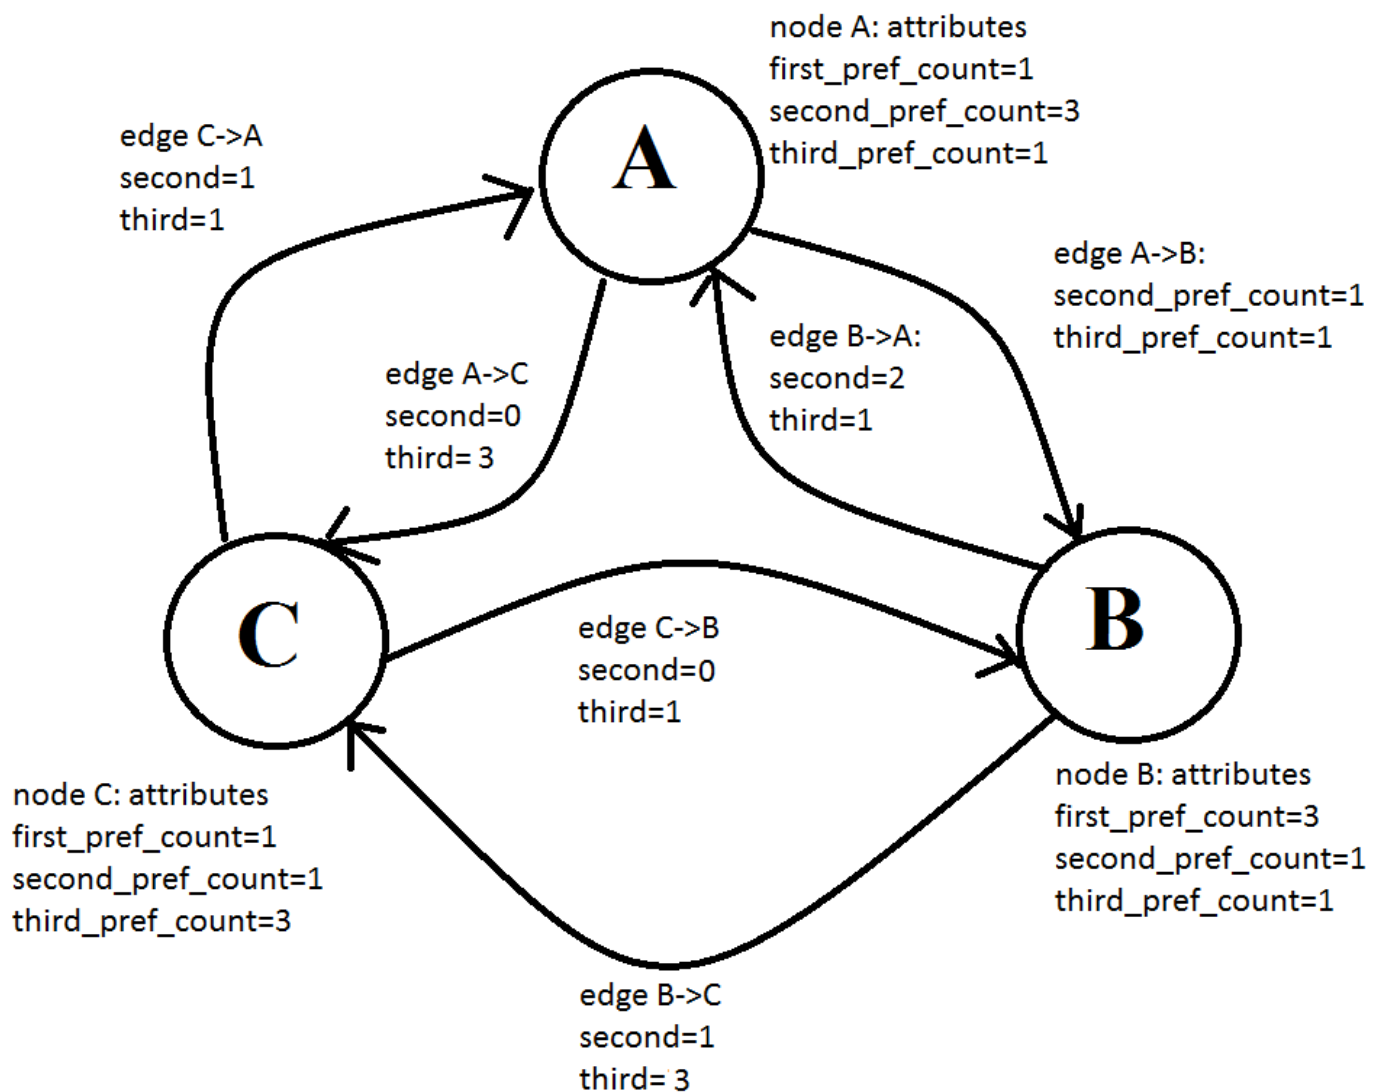 node A: attributes
first_pref_count=1
second_pref_count=3
third_pref_count=1
A
edge C->A
second=1
third=1
edge A->B:
second_pref_count=1
third_pref_count=1
edge B->A:
second=2
third=1
edge A->C
second=0
third= 3
C
B
edge C->B
second=0
third=1
node C: attributes
first_pref_count=1
second_pref_count=1
third_pref_count=3
node B: attributes
first_pref_count=3
second_pref_count=1
third_pref_count=1
edge B->C
second=1
third= 3